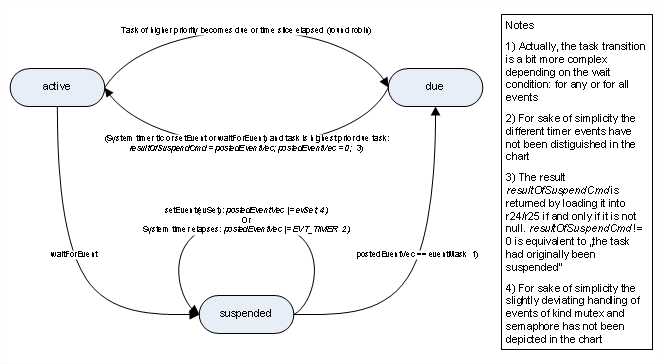 Task of higher priority becomes due or time slice elapsed (round robin)
active
due
(System timer tic or setEvent or waitForEvent) and task is highest prior due task:
resultOfSuspendCmd = postedEventVec; postedEventVec = 0; 3)
setEvent(evSet): postedEventVec |= evSet; 4)
Or
System timer elapses: postedEventVec |= EVT_TIMER 2)
waitForEvent
postedEventVec == eventMask 1)
suspended
Notes
1) Actually, the task transition
is a bit more complex
depending on the wait
condition: for any or for all
events
2) For sake of simplicity the
different timer events have
not been distiguished in the
chart
3) The result
resultOfSuspendCmd is
returned by loading it into
r24/r25 if and only if it is not
null. resultOfSuspendCmd !=
0 is equivalent to „the task
had originally been
suspended"
4) For sake of simplicity the
slightly deviating handling of
events of kind mutex and
semaphore has not been
depicted in the chart